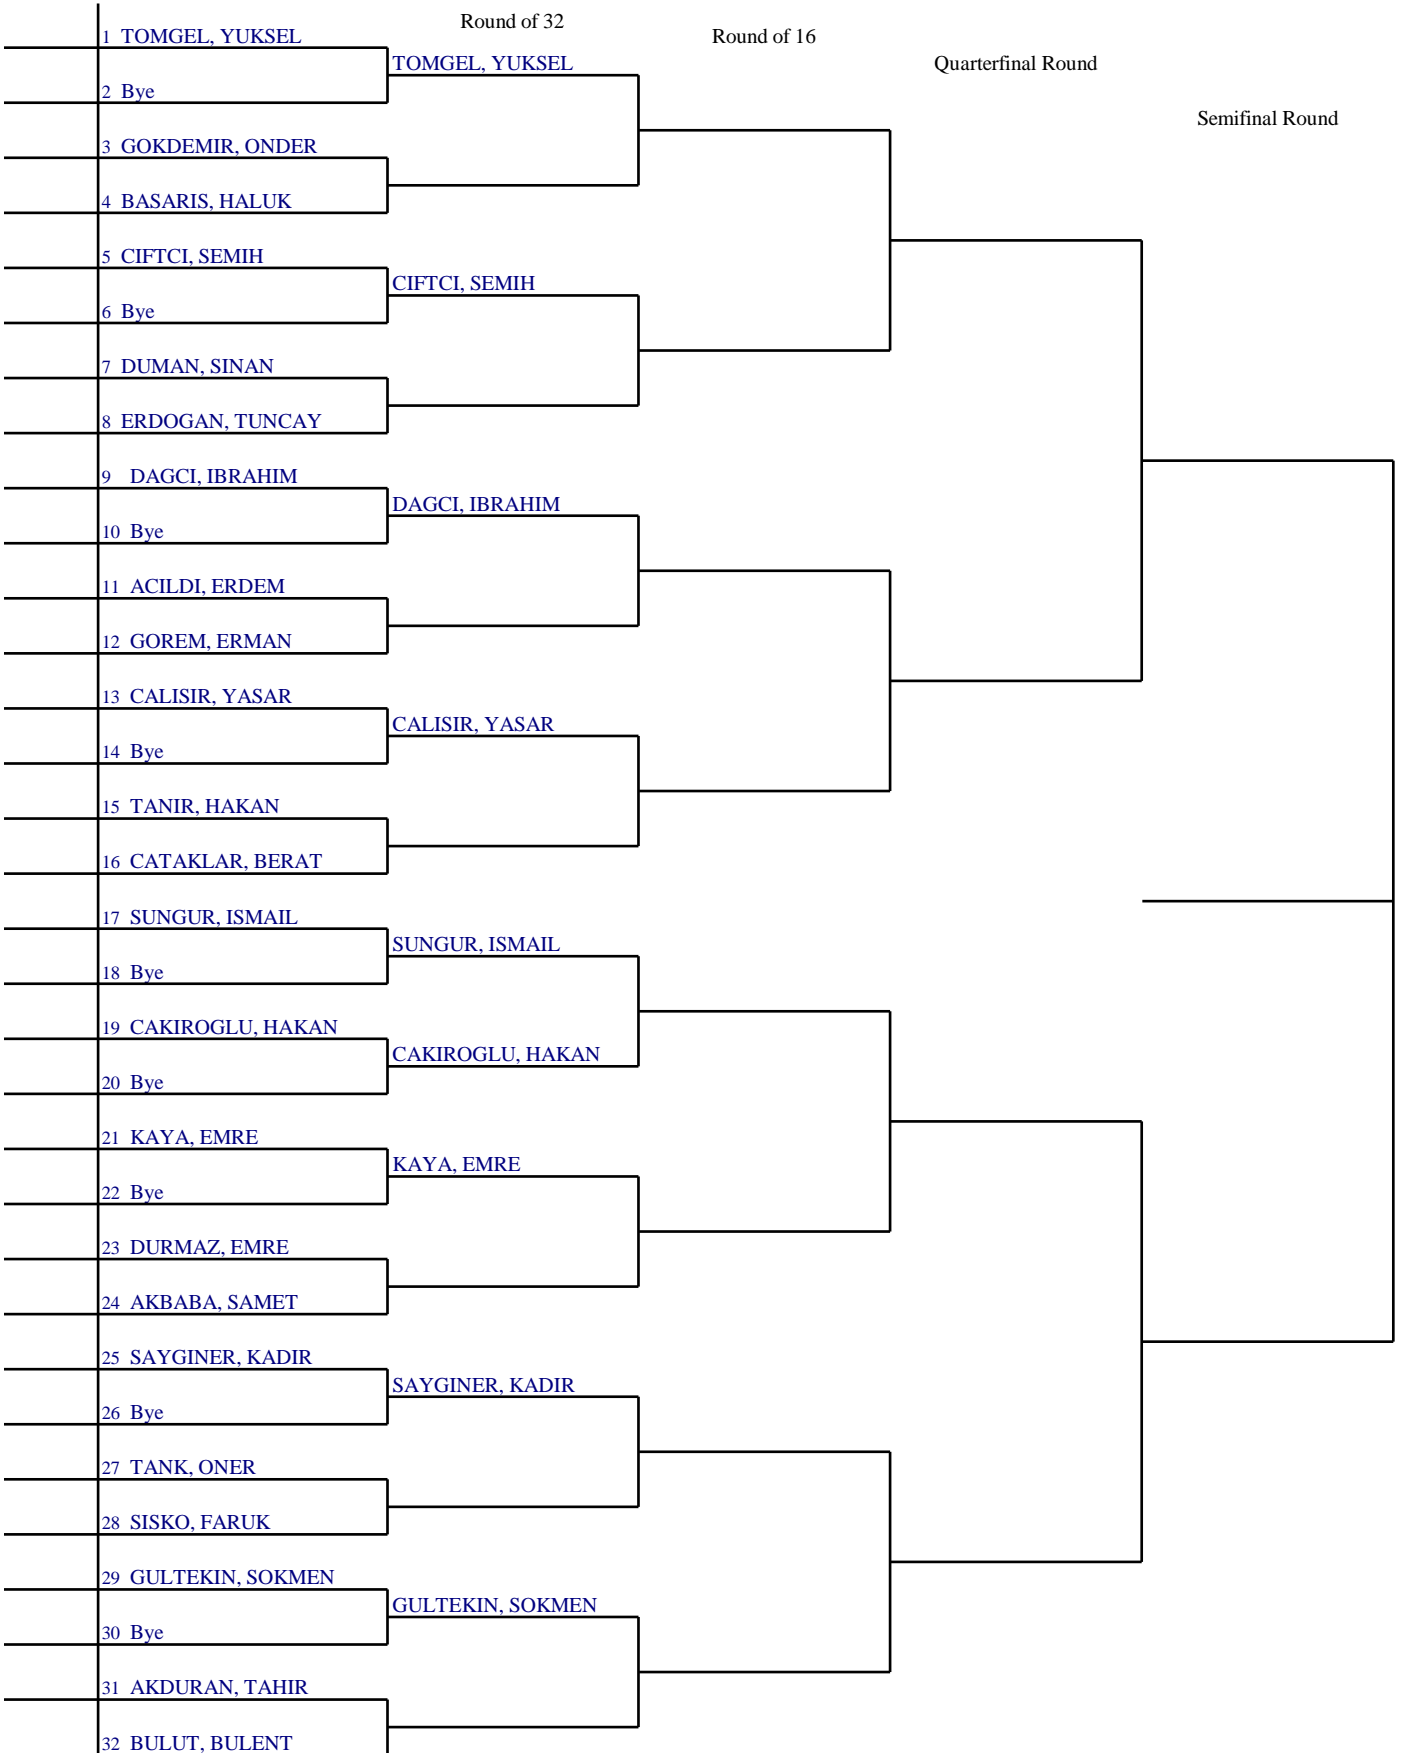 Round of 32
Round of 16
Quarterfinal Round
Semifinal Round
1 TOMGEL, YUKSEL
TOMGEL, YUKSEL
2 Bye
3 GOKDEMIR, ONDER
4 BASARIS, HALUK
5 CIFTCI, SEMIH
CIFTCI, SEMIH
6 Bye
7 DUMAN, SINAN
8 ERDOGAN, TUNCAY
9 DAGCI, IBRAHIM
DAGCI, IBRAHIM
10 Bye
11 ACILDI, ERDEM
12 GOREM, ERMAN
13 CALISIR, YASAR
CALISIR, YASAR
14 Bye
15 TANIR, HAKAN
16 CATAKLAR, BERAT
17 SUNGUR, ISMAIL
SUNGUR, ISMAIL
18 Bye
19 CAKIROGLU, HAKAN
CAKIROGLU, HAKAN
20 Bye
21 KAYA, EMRE
KAYA, EMRE
22 Bye
23 DURMAZ, EMRE
24 AKBABA, SAMET
25 SAYGINER, KADIR
SAYGINER, KADIR
26 Bye
27 TANK, ONER
28 SISKO, FARUK
29 GULTEKIN, SOKMEN
GULTEKIN, SOKMEN
30 Bye
31 AKDURAN, TAHIR
32 BULUT, BULENT